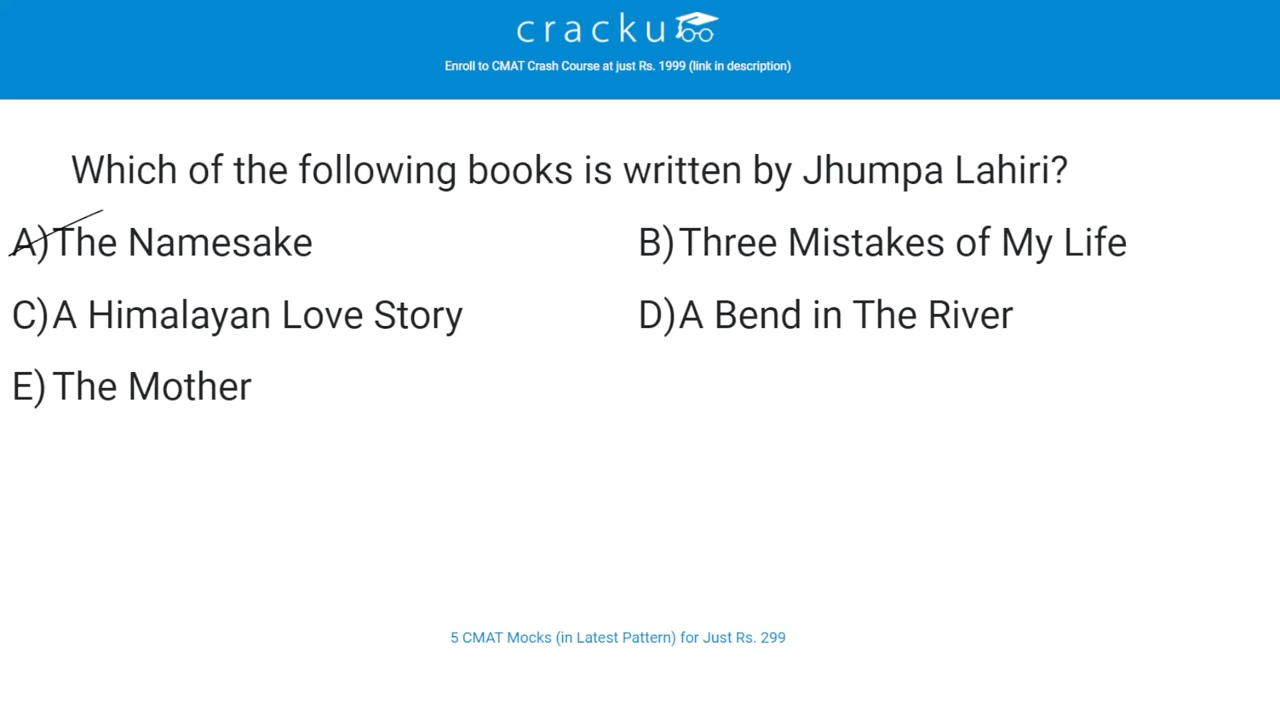 cracku
Enroll to CMAT Crash Course at just Rs. 1999 (link in description)
Which of the following books is written by Jhumpa Lahiri?
A) The Namesake
B) Three Mistakes of My Life
C) A Himalayan Love Story
D) A Bend in The River
E) The Mother
5 CMAT Mocks (in Latest Pattern) for Just Rs. 299